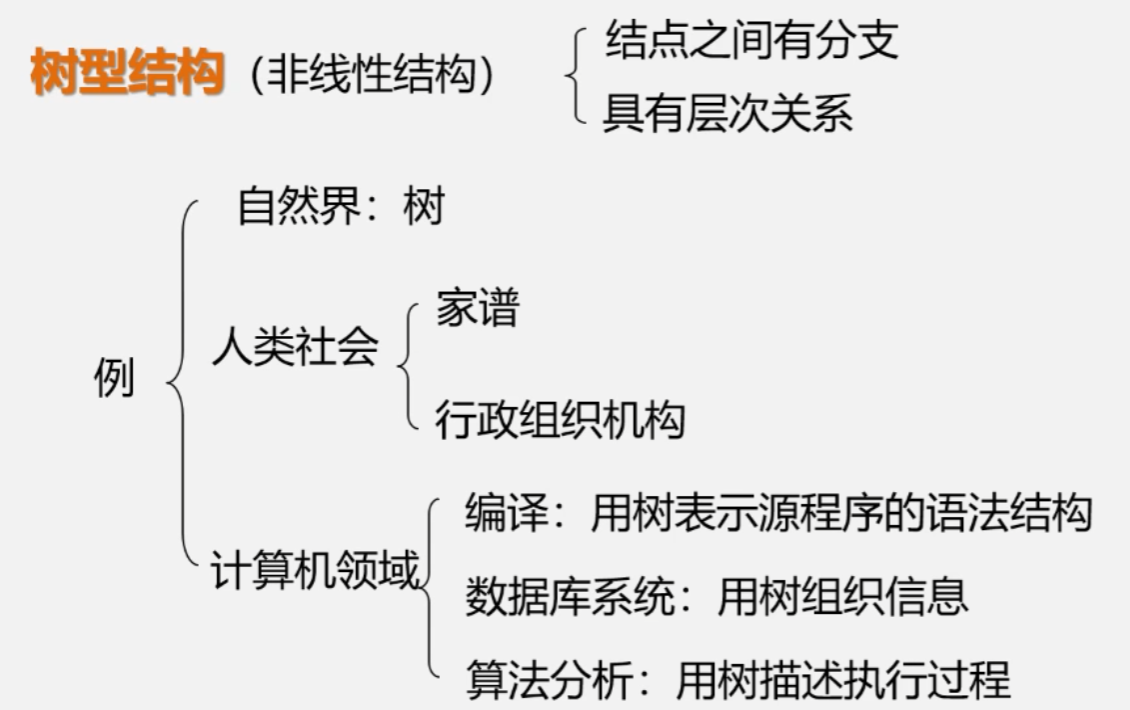 树型结构（非线性结构）
结点之间有分支
具有层次关系
例
自然界：树
人类社会
家谱
行政组织机构
计算机领域
编译：用树表示源程序的语法结构
数据库系统：用树组织信息
算法分析：用树描述执行过程